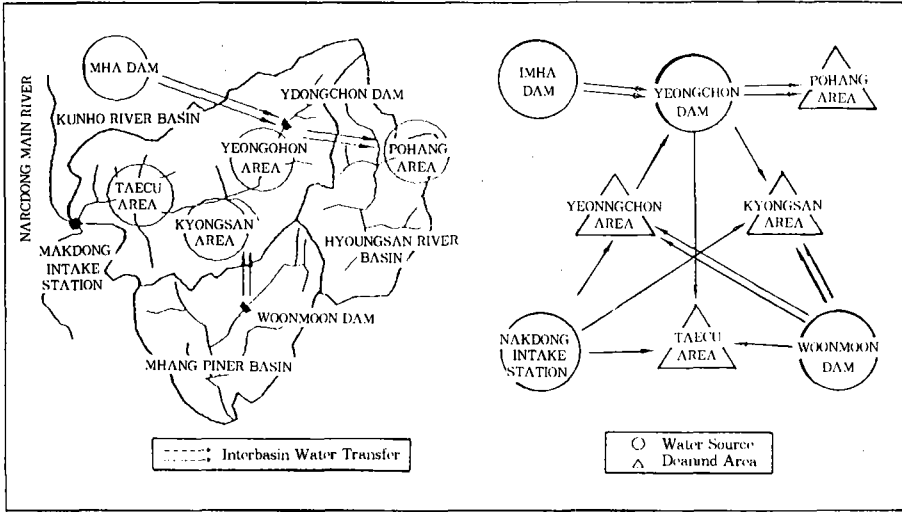 MHA DAM
NARCDONG MAIN RIVER
KUNHO RIVER BASIN
YDONGCHON DAM
YEONGOHON
AREA
POHANG
AREA
TAECU
AREA
KYONGSAN
AREA
HYOUNGSAN RIVER
BASIN
MAKDONG
INTAKE
STATION
WOONMOON DAM
MHANG PINER BASIN
Interbasin Water Transfer
IMHA
DAM
YEONGCHON
DAM
POHANG
AREA
YEONNGCHON
AREA
KYONGSAN
AREA
NAKDONG
INTAKE
STATION
TAECU
AREA
WOONMOON
DAM
Water Source
Deanmd Area